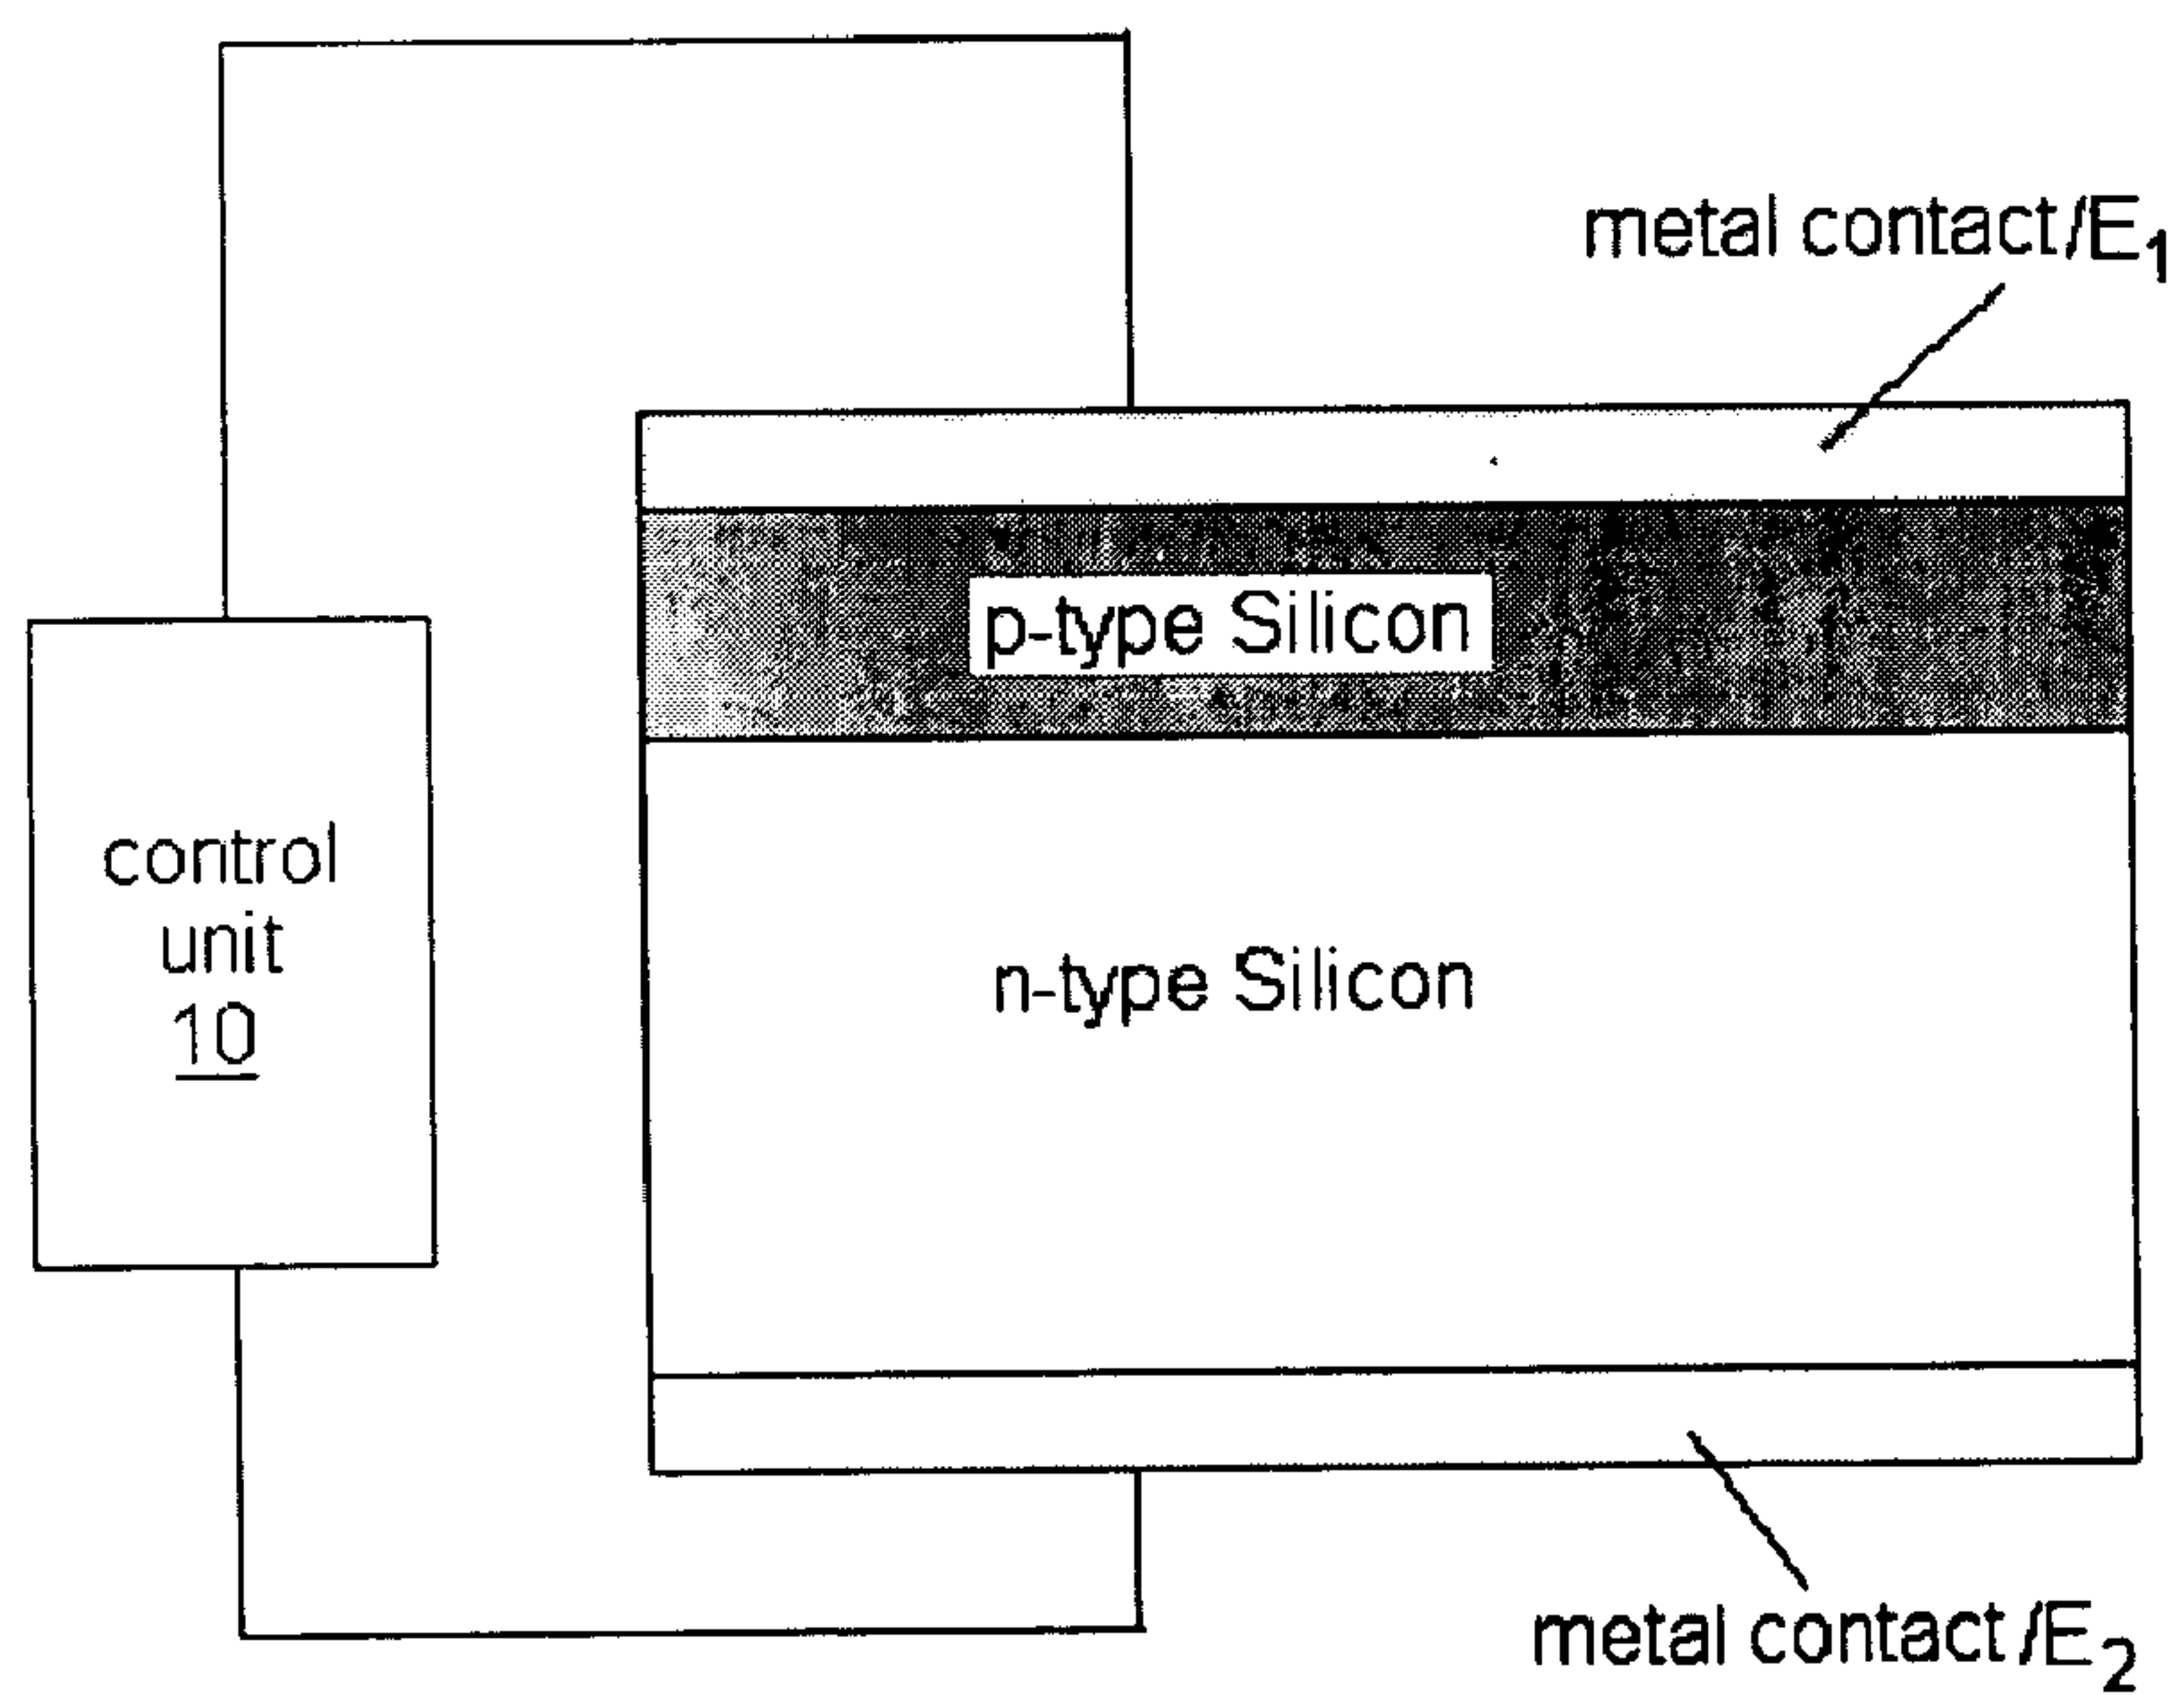 metal contact/E1
p-type Silicon
control
unit
10
n-type Silicon
metal contact/E2